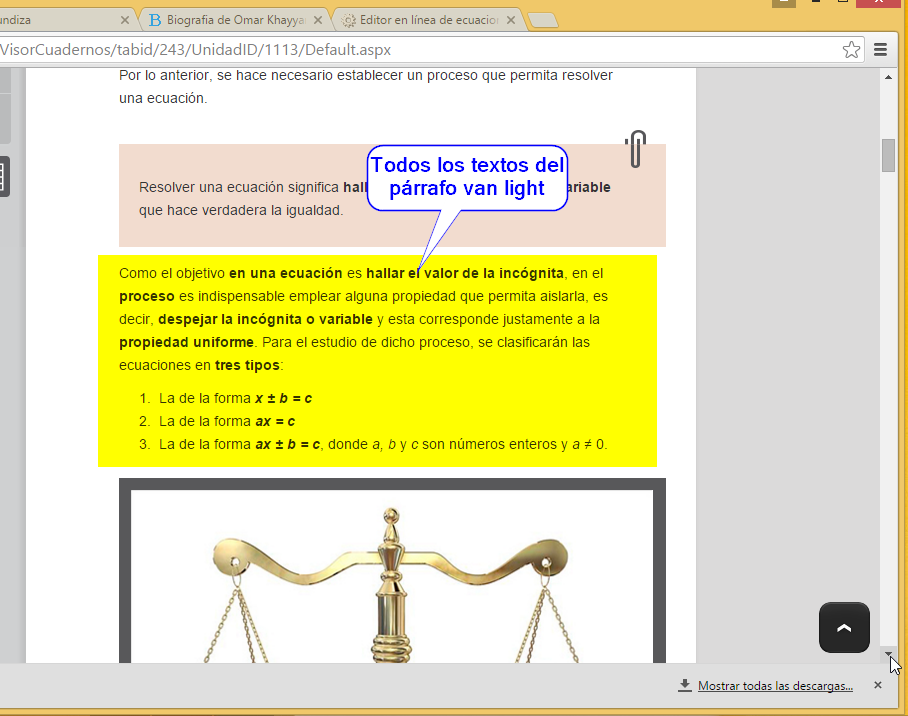 undiza
Biografia de Omar Khayya
Editor en línea de ecuacio
VisorCuadernos/tabid/243/UnidadID/1113/Default.aspx
Por lo anterior, se hace necesario establecer un proceso que permita resolver
una ecuación.
Todos los textos del
párrafo van light
Resolver una ecuación significa hall ariable
que hace verdadera la igualdad.
Como el objetivo en una ecuación es hallar el valor de la incógnita, en el
proceso es indispensable emplear alguna propiedad que permita aislarla, es
decir, despejar la incógnita o variable y esta corresponde justamente a la
propiedad uniforme. Para el estudio de dicho proceso, se clasificarán las
ecuaciones en tres tipos:
1. La de la forma x ± b = c
2. La de la forma ax = c
3. La de la forma ax ± b = c, donde a, b y c son números enteros y a ≠ 0.
Mostrar todas las descargas...